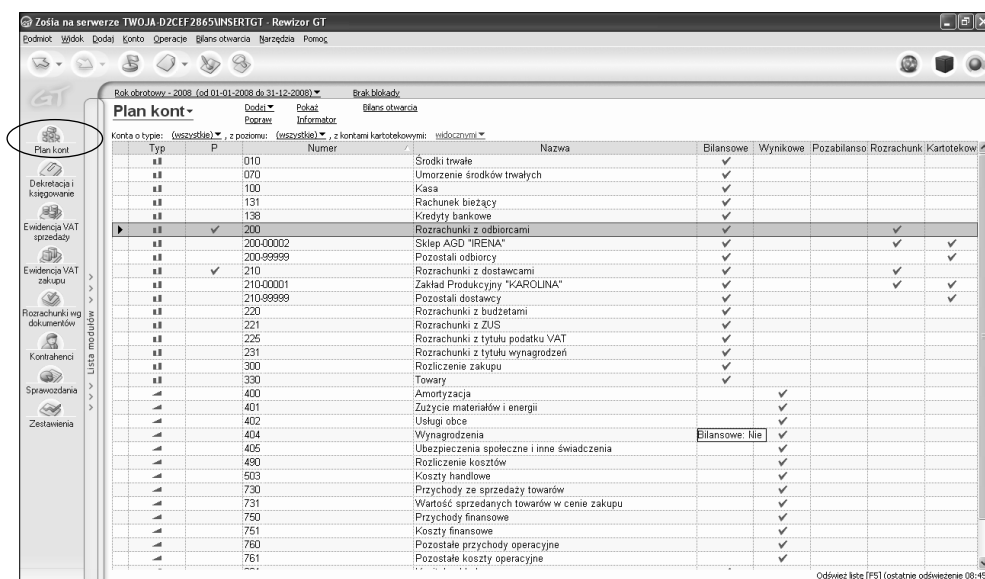 Zosia na serwerze TWOJA-D2CEF2865\INSERTGT - Rewizor GT
Podmiot Widok Dodaj Konto Operacje Bilans otwarcia Narzędzia Pomoc
GT
Rok obrotowy - 2008 (od 01-01-2008 do 31-12-2008) Brak blokady
Plan kont
Dodaj Pokaż Bilans otwarcia
Popraw Informator
Konta o typie: (wszystkie) , z poziomu: (wszystkie) , z kontami kartotekowymi: widocznymi
Plan kont
Dekretacja i księgowanie
Ewidencja VAT sprzedaży
Ewidencja VAT zakupu
Rozrachunki wg dokumentów
Kontrahenci
Sprawozdania
Zestawienia
Lista modułów
Typ P Numer Nazwa Bilansowe Wynikowe Pozabilanso Rozrachunk Kartotekow
010 Środki trwałe
070 Umorzenie środków trwałych
100 Kasa
131 Rachunek bieżący
138 Kredyty bankowe
200 Rozrachunki z odbiorcami
200-00002 Sklep AGD "IRENA"
200-99999 Pozostali odbiorcy
210 Rozrachunki z dostawcami
210-00001 Zakład Produkcyjny "KAROLINA"
210-99999 Pozostali dostawcy
220 Rozrachunki z budżetami
221 Rozrachunki z ZUS
225 Rozrachunki z tytułu podatku VAT
231 Rozrachunki z tytułu wynagrodzeń
300 Rozliczenie zakupu
330 Towary
400 Amortyzacja
401 Zużycie materiałów i energii
402 Usługi obce
404 Wynagrodzenia Bilansowe: Nie
405 Ubezpieczenia społeczne i inne świadczenia
490 Rozliczenie kosztów
503 Koszty handlowe
730 Przychody ze sprzedaży towarów
731 Wartość sprzedanych towarów w cenie zakupu
750 Przychody finansowe
751 Koszty finansowe
760 Pozostałe przychody operacyjne
761 Pozostałe koszty operacyjne
Odśwież listę [F5] (ostatnie odświeżenie 08:45